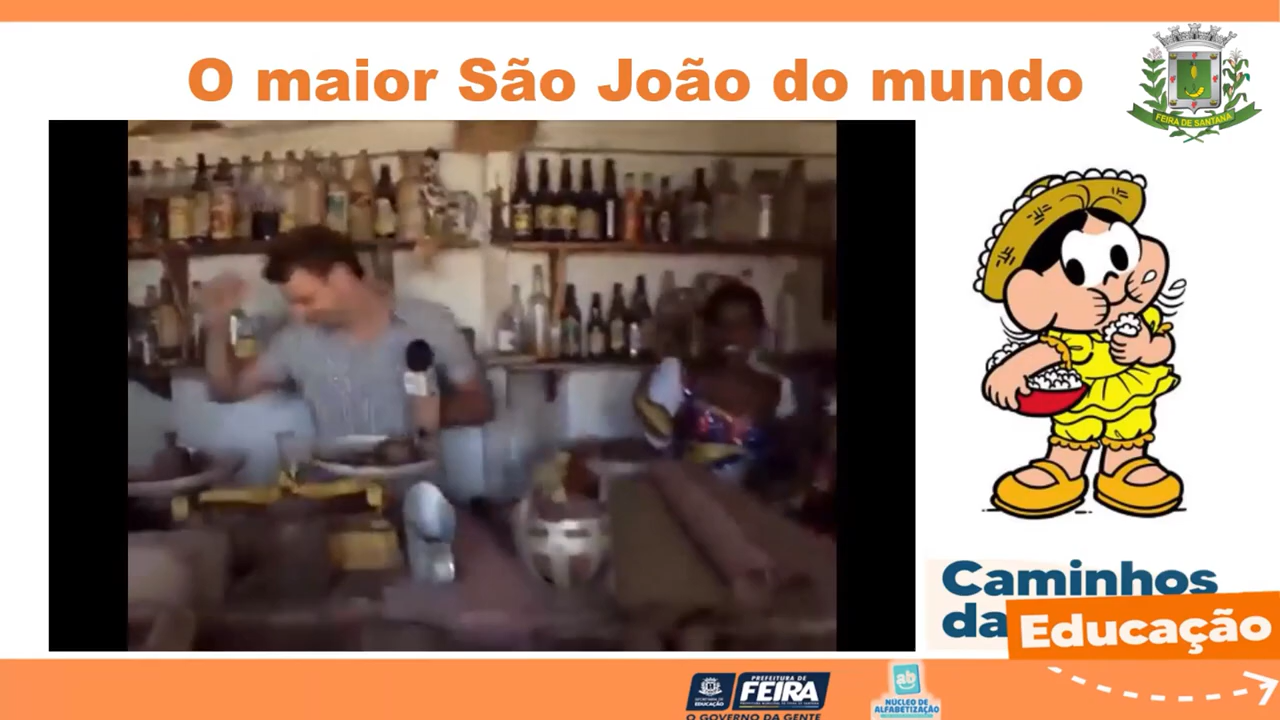 O maior São João do mundo
FEIRA DE SANTANA
Caminhos
da Educação
PREFEITURA DE
FEIRA
EDUCAÇÃO
O GOVERNO DA GENTE
ab
NÚCLEO DE
ALFABETIZAÇÃO